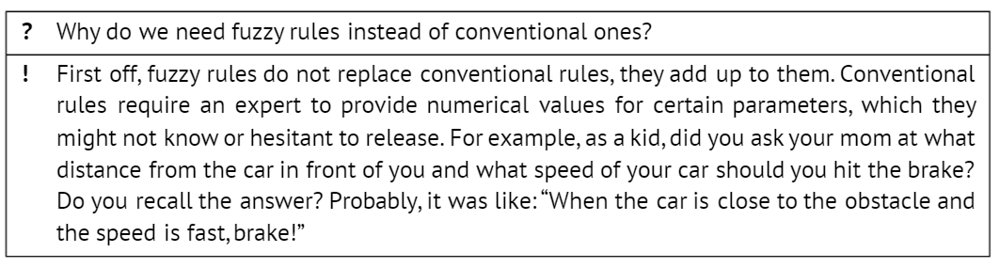 ? Why do we need fuzzy rules instead of conventional ones?
! First off, fuzzy rules do not replace conventional rules, they add up to them. Conventional
rules require an expert to provide numerical values for certain parameters, which they
might not know or hesitant to release. For example, as a kid, did you ask your mom at what
distance from the car in front of you and what speed of your car should you hit the brake?
Do you recall the answer? Probably, it was like: “When the car is close to the obstacle and
the speed is fast, brake!”